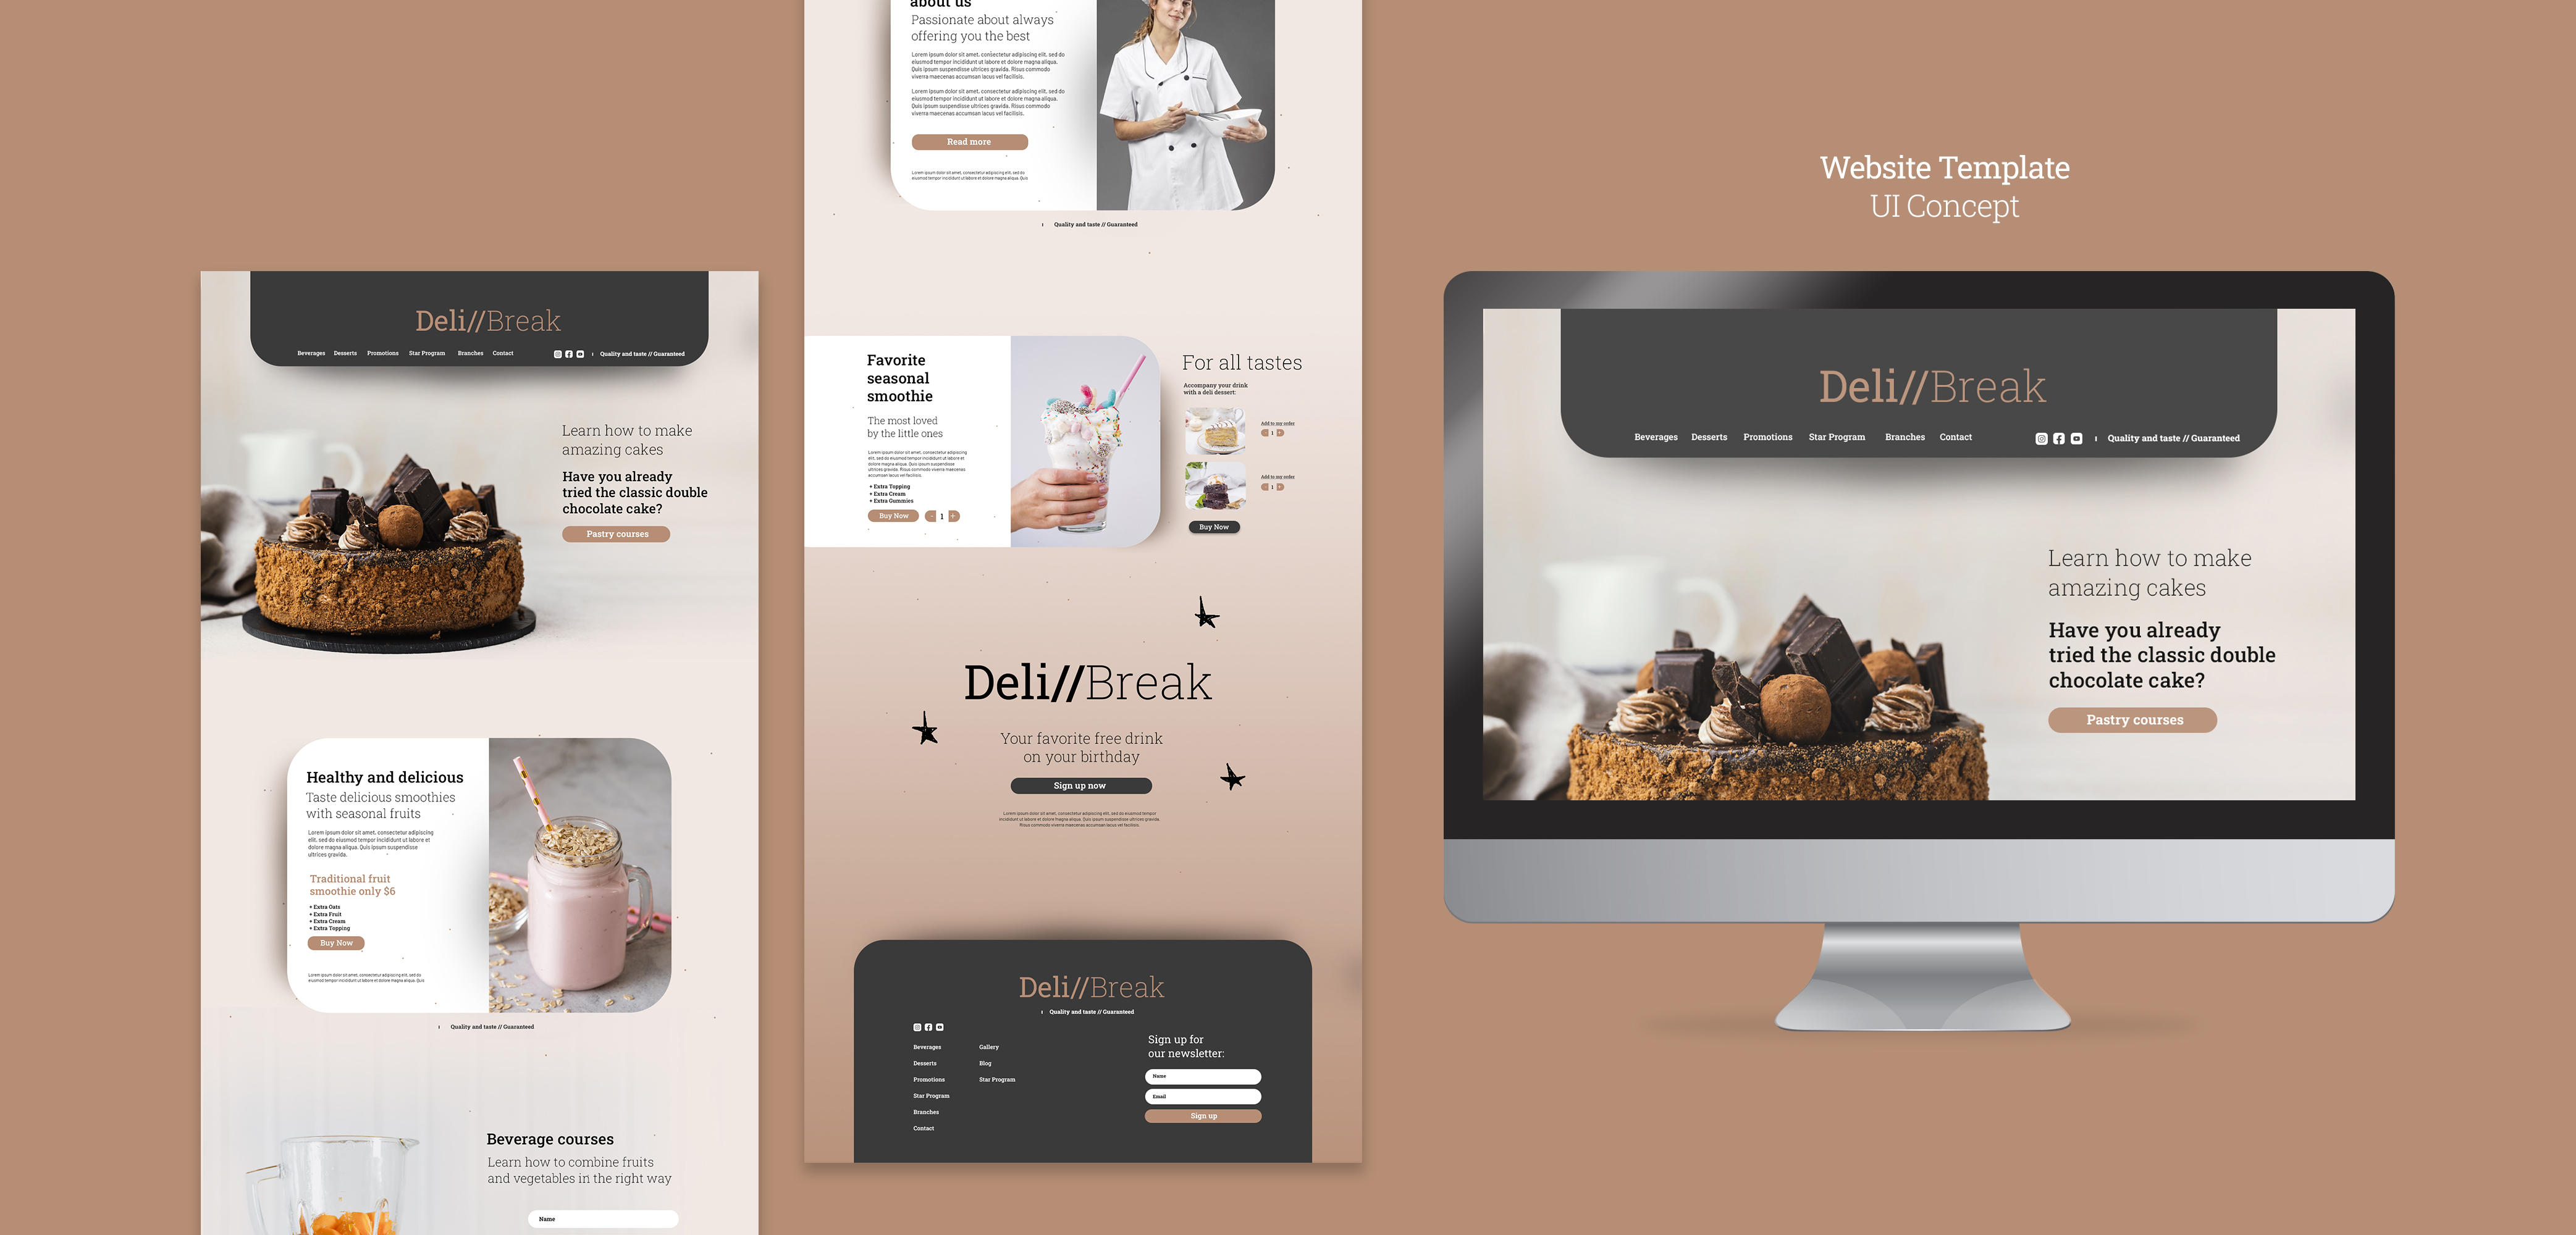 Deli//Break
Beverages Desserts Promotions Star Program Branches Contact Quality and taste // Guaranteed
Learn how to make
amazing cakes
Have you already
tried the classic double
chocolate cake?
Pastry courses
Healthy and delicious
Taste delicious smoothies
with seasonal fruits
Lorem ipsum dolor sit amet, consectetur adipiscing
elit, sed do eiusmod tempor incididunt ut labore et
dolore magna aliqua. Quis ipsum suspendisse
ultrices gravida.
Traditional fruit
smoothie only $6
+ Extra Oats
+ Extra Fruit
+ Extra Cream
+ Extra Topping
Buy Now
Lorem ipsum dolor sit amet, consectetur adipiscing elit, sed do
eiusmod tempor incididunt ut labore et dolore magna aliqua. Quis
Quality and taste // Guaranteed
Beverage courses
Learn how to combine fruits
and vegetables in the right way
Name
about us
Passionate about always
offering you the best
Lorem ipsum dolor sit amet, consectetur adipiscing elit, sed do
eiusmod tempor incididunt ut labore et dolore magna aliqua.
Quis ipsum suspendisse ultrices gravida. Risus commodo
viverra maecenas accumsan lacus vel facilisis.
Lorem ipsum dolor sit amet, consectetur adipiscing elit, sed do
eiusmod tempor incididunt ut labore et dolore magna aliqua.
Quis ipsum suspendisse ultrices gravida. Risus commodo
viverra maecenas accumsan lacus vel facilisis.
Read more
Lorem ipsum dolor sit amet, consectetur adipiscing elit, sed do
eiusmod tempor incididunt ut labore et dolore magna aliqua. Quis
Quality and taste // Guaranteed
Favorite
seasonal
smoothie
The most loved
by the little ones
Lorem ipsum dolor sit amet, consectetur adipiscing
elit, sed do eiusmod tempor incididunt ut labore et
dolore magna aliqua. Quis ipsum suspendisse
ultrices gravida. Risus commodo viverra maecenas
accumsan lacus vel facilisis.
+ Extra Topping
+ Extra Cream
+ Extra Gummies
Buy Now - 1 +
For all tastes
Accompany your drink
with a deli dessert:
Add to my order
- 1 +
Add to my order
- 1 +
Buy Now
Deli//Break
Your favorite free drink
on your birthday
Sign up now
Lorem ipsum dolor sit amet, consectetur adipiscing elit, sed do eiusmod tempor
incididunt ut labore et dolore magna aliqua. Quis ipsum suspendisse ultrices gravida.
Risus commodo viverra maecenas accumsan lacus vel facilisis.
Deli//Break
Quality and taste // Guaranteed
Beverages
Desserts
Promotions
Star Program
Branches
Contact
Gallery
Blog
Star Program
Sign up for
our newsletter:
Name
Email
Sign up
Website Template
UI Concept
Deli//Break
Beverages Desserts Promotions Star Program Branches Contact Quality and taste // Guaranteed
Learn how to make
amazing cakes
Have you already
tried the classic double
chocolate cake?
Pastry courses